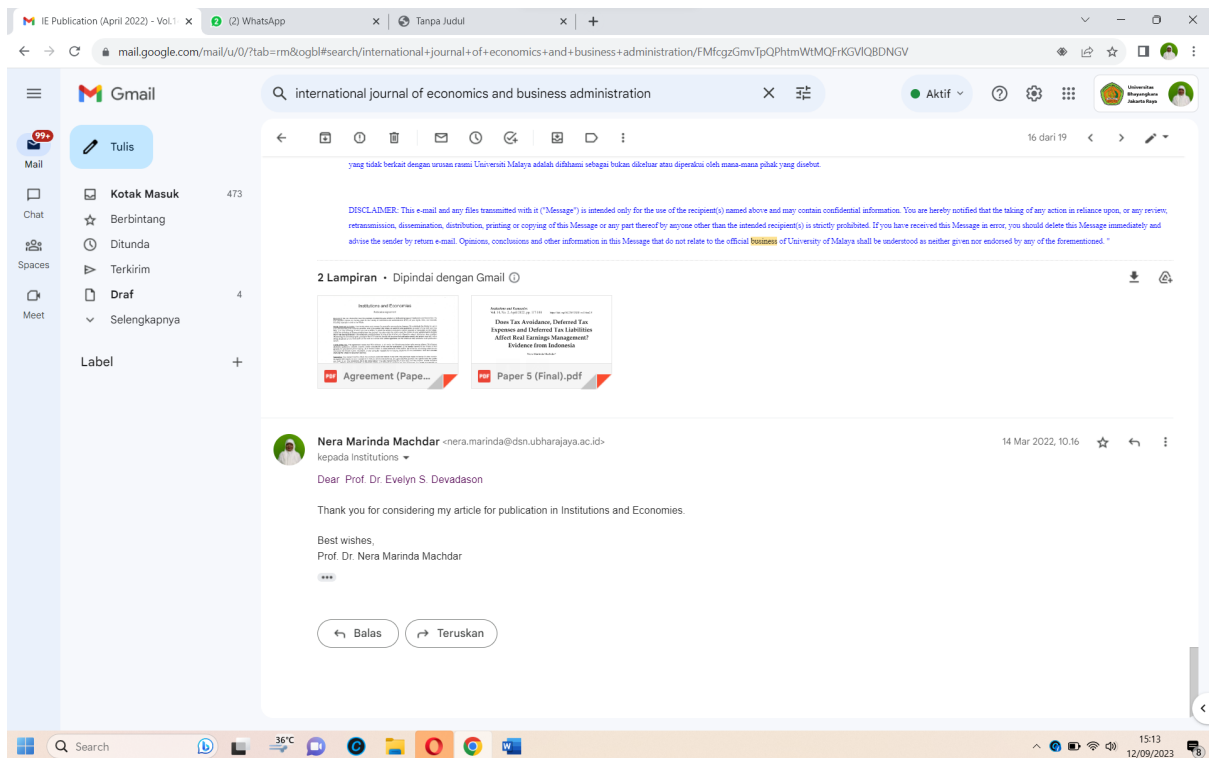 IE Publication (April 2022) - Vol.1
(2) WhatsApp
Tanpa Judul
mail.google.com/mail/u/0/?tab=rm&ogbl#search/international+journal+of+economics+and+business+administration/FMfcgzGmvTpQPhtmWtMQFrKGVlQBDNGV
Gmail
international journal of economics and business administration
Aktif
Universitas
Bhayangkara
Jakarta Raya
99+
Mail
Chat
Spaces
Meet
Tulis
Kotak Masuk 473
Berbintang
Ditunda
Terkirim
Draf 4
Selengkapnya
Label
16 dari 19
yang tidak berkait dengan urusan rasmi Universiti Malaya adalah difahami sebagai bukan dikeluar atau diperakui oleh mana-mana pihak yang disebut.
DISCLAIMER: This e-mail and any files transmitted with it ("Message") is intended only for the use of the recipient(s) named above and may contain confidential information. You are hereby notified that the taking of any action in reliance upon, or any review,
retransmission, dissemination, distribution, printing or copying of this Message or any part thereof by anyone other than the intended recipient(s) is strictly prohibited. If you have received this Message in error, you should delete this Message immediately and
advise the sender by return e-mail. Opinions, conclusions and other information in this Message that do not relate to the official business of University of Malaya shall be understood as neither given nor endorsed by any of the forementioned. "
2 Lampiran • Dipindai dengan Gmail
Institutions and Economies
Does Tax Avoidance, Deferred Tax
Expenses and Deferred Tax Liabilities
Affect Real Earnings Management?
Evidence from Indonesia
PDF Agreement (Pape...
PDF Paper 5 (Final).pdf
Nera Marinda Machdar <nera.marinda@dsn.ubharajaya.ac.id>
14 Mar 2022, 10.16
kepada Institutions
Dear Prof. Dr. Evelyn S. Devadason
Thank you for considering my article for publication in Institutions and Economies.
Best wishes,
Prof. Dr. Nera Marinda Machdar
Balas
Teruskan
Search
36°C
15:13
12/09/2023
8